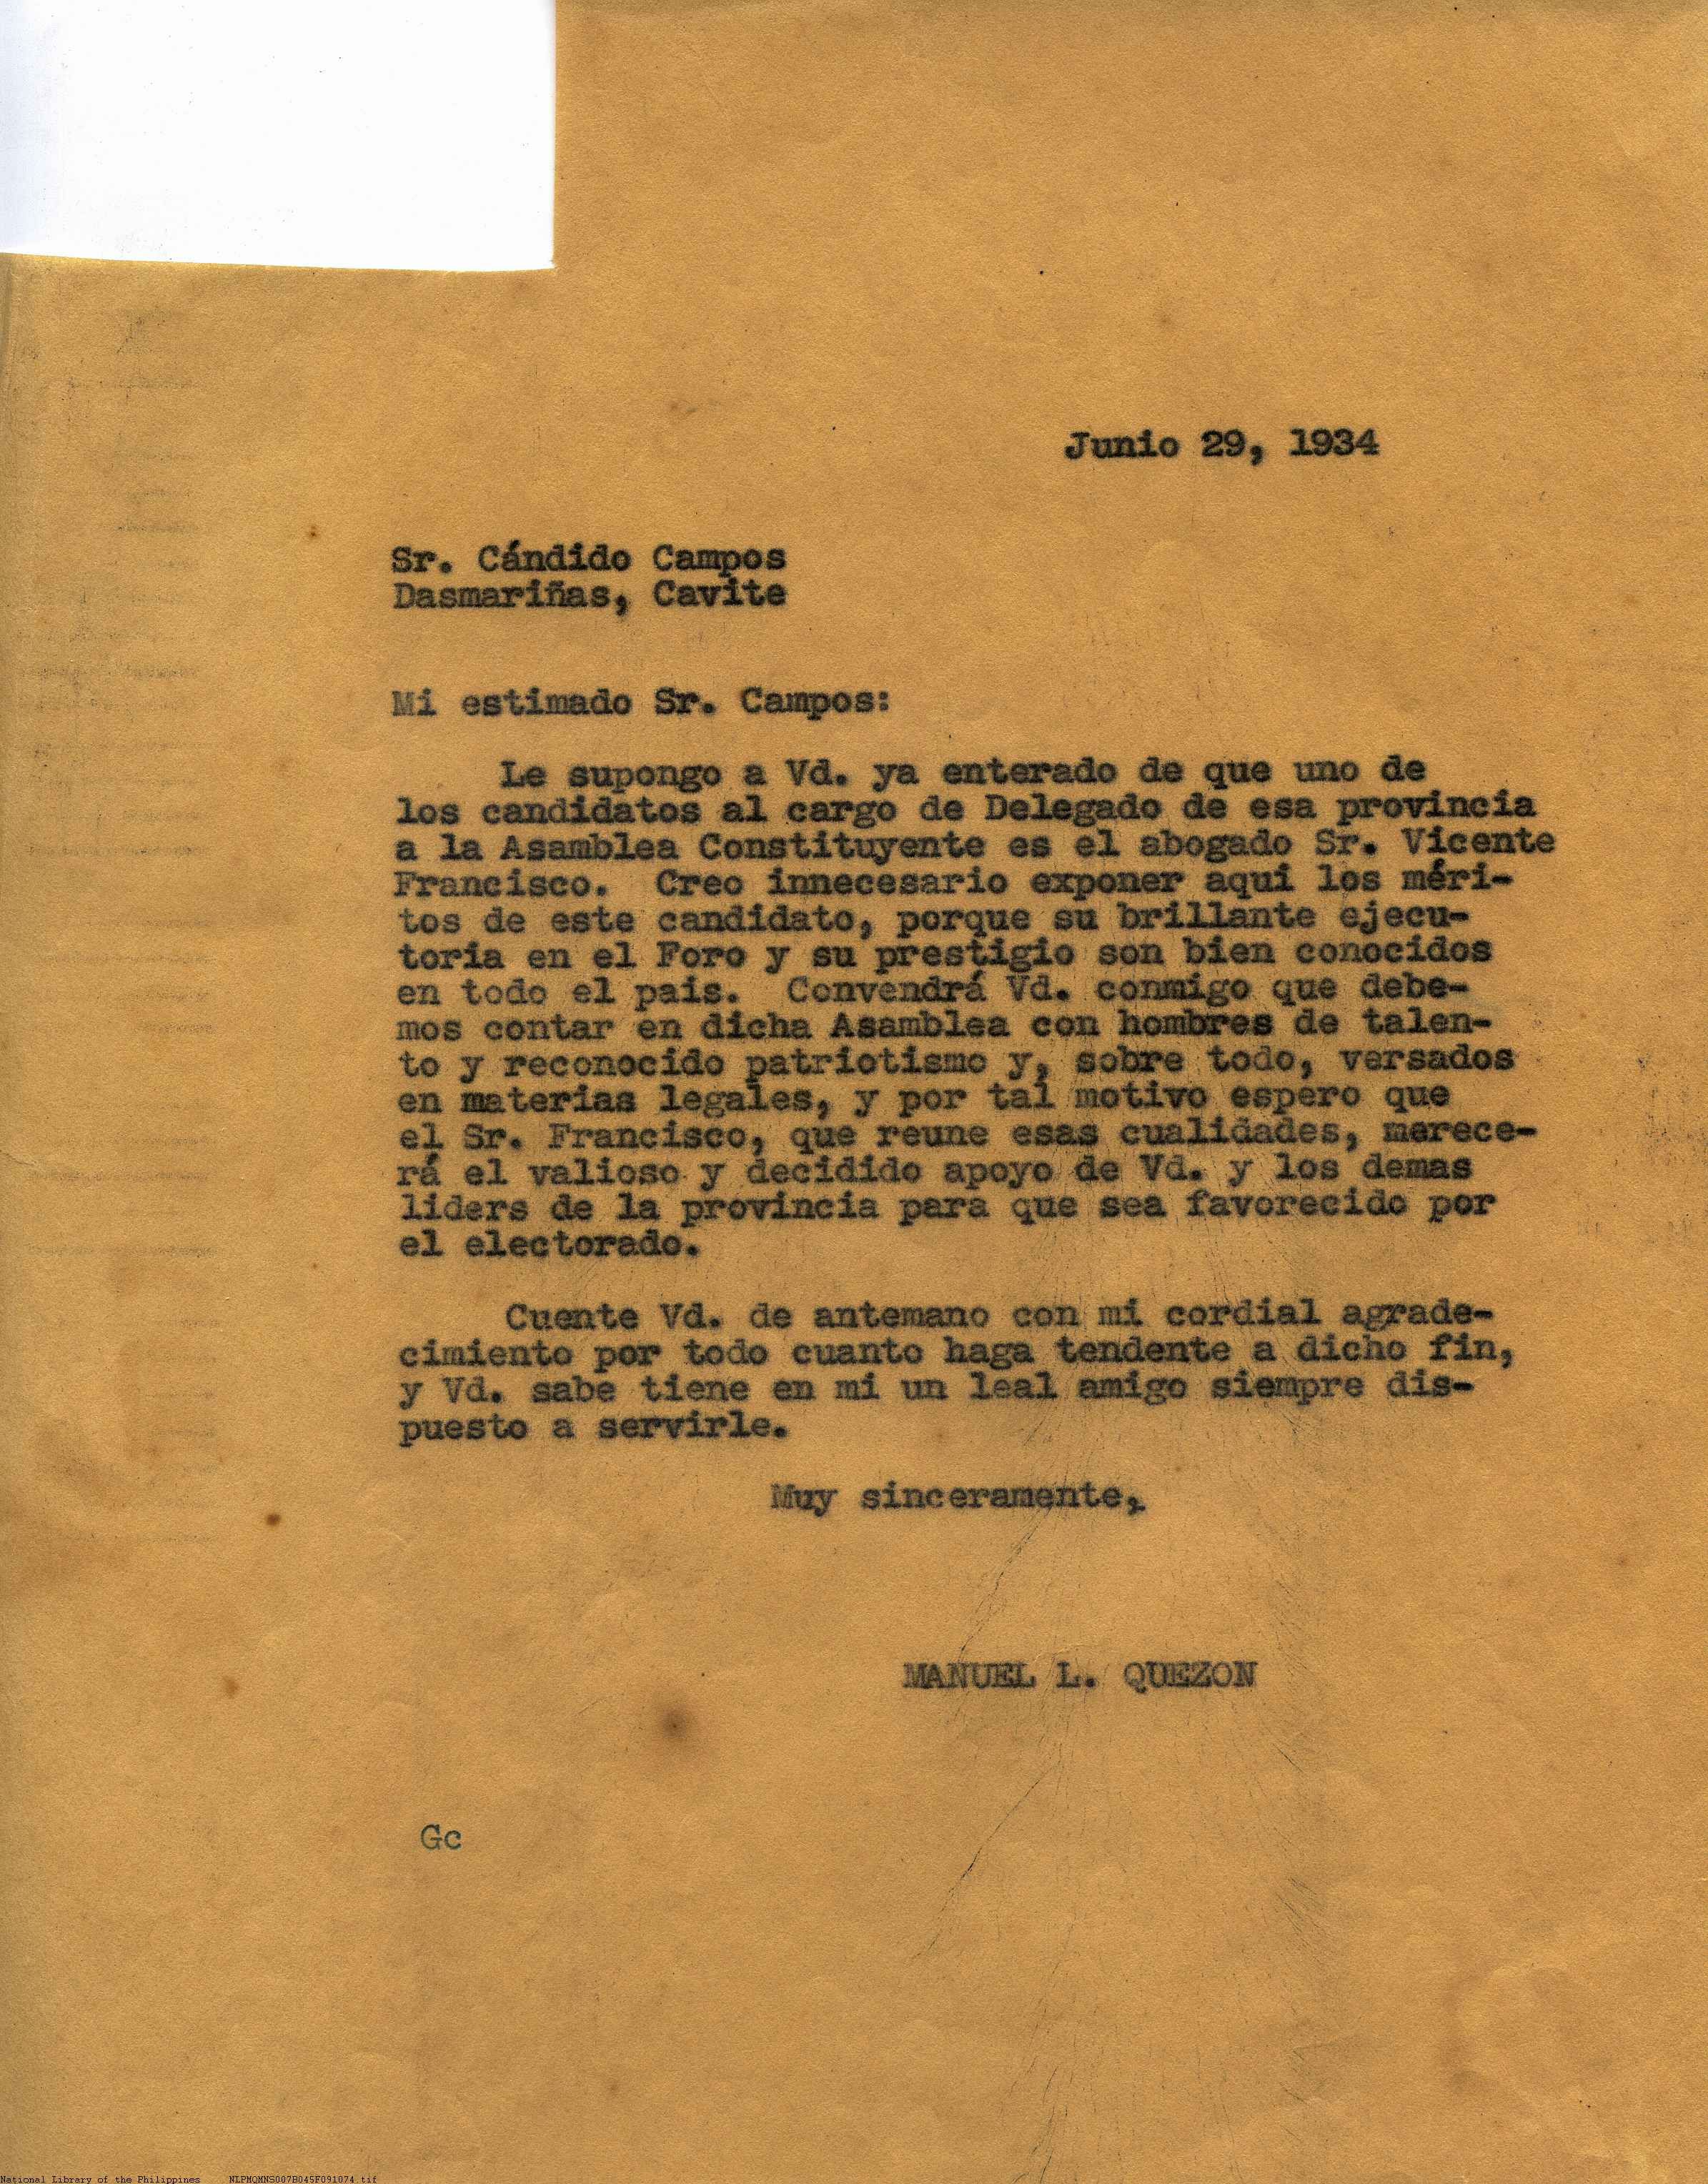 Junio 29, 1934
Sr. Cándido Campos
Dasmariñas, Cavite
Mi estimado Sr. Campos:
Le supongo a Vd. ya enterado de que uno de
los candidatos al cargo de Delegado de esa provincia
a la Asamblea Constituyente es el abogado Sr. Vicente
Francisco. Creo innecesario exponer aqui los méri-
tos de este candidato, porque su brillante ejecu-
toria en el Foro y su prestigio son bien conocidos
en todo el pais. Convendrá Vd. conmigo que debe-
mos contar en dicha Asamblea con hombres de talen-
to y reconocido patriotismo y, sobre todo, versados
en materias legales, y por tal motivo espero que
el Sr. Francisco, que reune esas cualidades, merece-
rá el valioso y decidido apoyo de Vd. y los demas
liders de la provincia para que sea favorecido por
el electorado.
Cuente Vd. de antemano con mi cordial agrade-
cimiento por todo cuanto haga tendente a dicho fin,
y Vd. sabe tiene en mi un leal amigo siempre dis-
puesto a servirle.
Muy sinceramente,
MANUEL L. QUEZON
Gc
National Library of the Philippines NLPMQMNS007B045F091074.tif